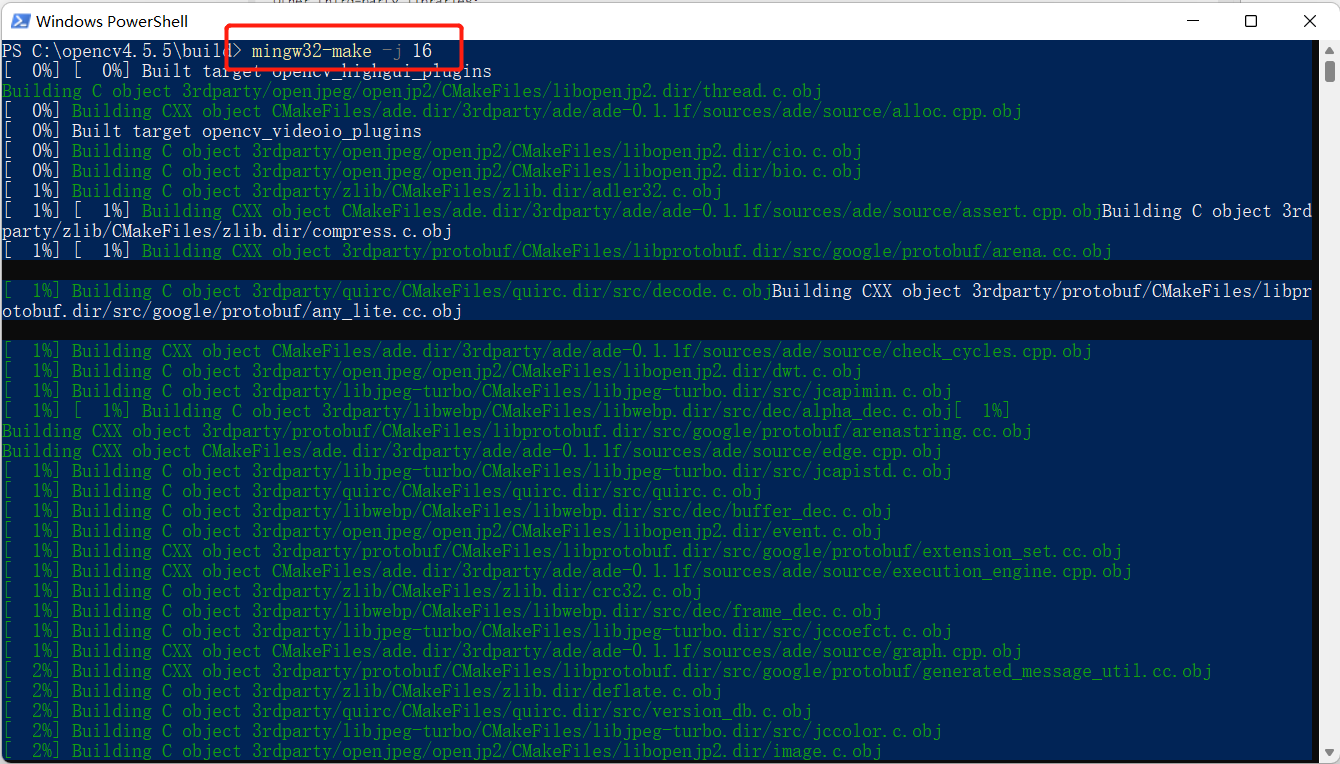 Windows PowerShell
PS C:\opencv4.5.5\build> mingw32-make -j 16
[  0%] [  0%] Built target opencv_highgui_plugins
Building C object 3rdparty/openjpeg/openjp2/CMakeFiles/libopenjp2.dir/thread.c.obj
[  0%] Building CXX object CMakeFiles/ade.dir/3rdparty/ade/ade-0.1.1f/sources/ade/source/alloc.cpp.obj
[  0%] Built target opencv_videoio_plugins
[  0%] Building C object 3rdparty/openjpeg/openjp2/CMakeFiles/libopenjp2.dir/cio.c.obj
[  0%] Building C object 3rdparty/openjpeg/openjp2/CMakeFiles/libopenjp2.dir/bio.c.obj
[  1%] Building C object 3rdparty/zlib/CMakeFiles/zlib.dir/adler32.c.obj
[  1%] [  1%] Building CXX object CMakeFiles/ade.dir/3rdparty/ade/ade-0.1.1f/sources/ade/source/assert.cpp.objBuilding C object 3rd
party/zlib/CMakeFiles/zlib.dir/compress.c.obj
[  1%] [  1%] Building CXX object 3rdparty/protobuf/CMakeFiles/libprotobuf.dir/src/google/protobuf/arena.cc.obj
[  1%] Building C object 3rdparty/quirc/CMakeFiles/quirc.dir/src/decode.c.objBuilding CXX object 3rdparty/protobuf/CMakeFiles/libpr
otobuf.dir/src/google/protobuf/any_lite.cc.obj
[  1%] Building CXX object CMakeFiles/ade.dir/3rdparty/ade/ade-0.1.1f/sources/ade/source/check_cycles.cpp.obj
[  1%] Building C object 3rdparty/openjpeg/openjp2/CMakeFiles/libopenjp2.dir/dwt.c.obj
[  1%] Building C object 3rdparty/libjpeg-turbo/CMakeFiles/libjpeg-turbo.dir/src/jcapimin.c.obj
[  1%] [  1%] Building C object 3rdparty/libwebp/CMakeFiles/libwebp.dir/src/dec/alpha_dec.c.obj[  1%]
Building CXX object 3rdparty/protobuf/CMakeFiles/libprotobuf.dir/src/google/protobuf/arenastring.cc.obj
Building CXX object CMakeFiles/ade.dir/3rdparty/ade/ade-0.1.1f/sources/ade/source/edge.cpp.obj
[  1%] Building C object 3rdparty/libjpeg-turbo/CMakeFiles/libjpeg-turbo.dir/src/jcapistd.c.obj
[  1%] Building C object 3rdparty/quirc/CMakeFiles/quirc.dir/src/quirc.c.obj
[  1%] Building C object 3rdparty/libwebp/CMakeFiles/libwebp.dir/src/dec/buffer_dec.c.obj
[  1%] Building C object 3rdparty/openjpeg/openjp2/CMakeFiles/libopenjp2.dir/event.c.obj
[  1%] Building CXX object 3rdparty/protobuf/CMakeFiles/libprotobuf.dir/src/google/protobuf/extension_set.cc.obj
[  1%] Building CXX object CMakeFiles/ade.dir/3rdparty/ade/ade-0.1.1f/sources/ade/source/execution_engine.cpp.obj
[  1%] Building C object 3rdparty/zlib/CMakeFiles/zlib.dir/crc32.c.obj
[  1%] Building C object 3rdparty/libwebp/CMakeFiles/libwebp.dir/src/dec/frame_dec.c.obj
[  1%] Building C object 3rdparty/libjpeg-turbo/CMakeFiles/libjpeg-turbo.dir/src/jccoefct.c.obj
[  1%] Building CXX object CMakeFiles/ade.dir/3rdparty/ade/ade-0.1.1f/sources/ade/source/graph.cpp.obj
[  2%] Building CXX object 3rdparty/protobuf/CMakeFiles/libprotobuf.dir/src/google/protobuf/generated_message_util.cc.obj
[  2%] Building C object 3rdparty/zlib/CMakeFiles/zlib.dir/deflate.c.obj
[  2%] Building C object 3rdparty/quirc/CMakeFiles/quirc.dir/src/version_db.c.obj
[  2%] Building C object 3rdparty/libjpeg-turbo/CMakeFiles/libjpeg-turbo.dir/src/jccolor.c.obj
[  2%] Building C object 3rdparty/openjpeg/openjp2/CMakeFiles/libopenjp2.dir/image.c.obj